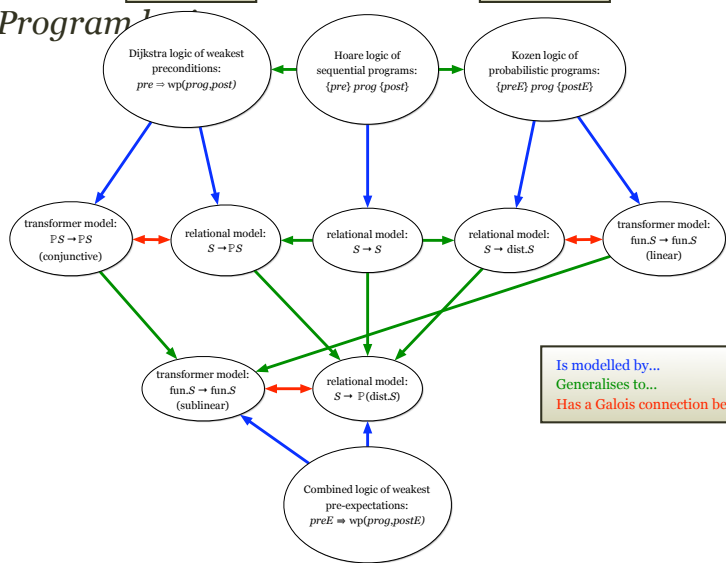 Program
Dijkstra logic of weakest
preconditions:
pre ⇒ wp(prog,post)
Hoare logic of
sequential programs:
{pre} prog {post}
Kozen logic of
probabilistic programs:
{preE} prog {postE}
transformer model:
ℙS → ℙS
(conjunctive)
relational model:
S → ℙS
relational model:
S → S
relational model:
S → dist.S
transformer model:
fun.S → fun.S
(linear)
transformer model:
fun.S → fun.S
(sublinear)
relational model:
S → ℙ(dist.S)
Is modelled by...
Generalises to...
Has a Galois connection be
Combined logic of weakest
pre-expectations:
preE ⇛ wp(prog,postE)